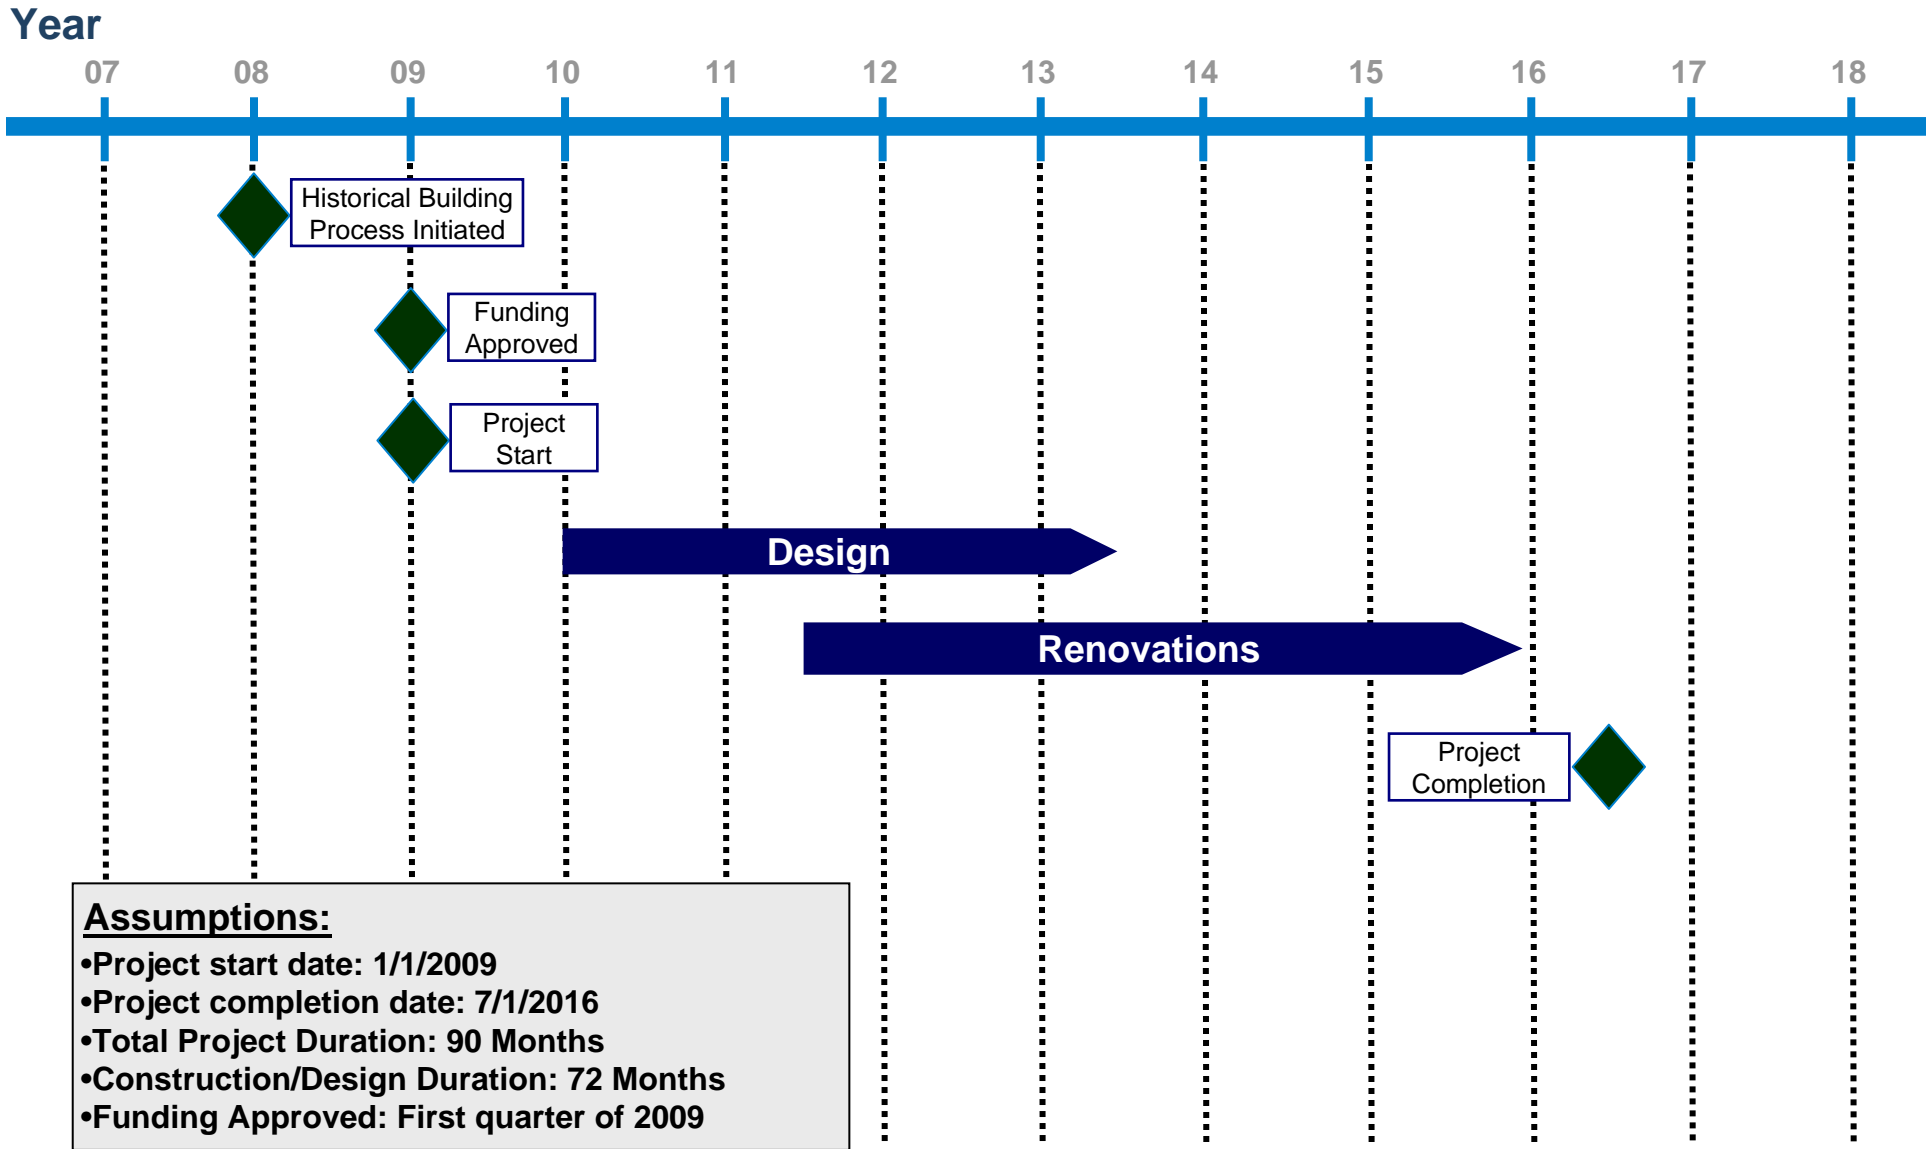 Year
07 08 09 10 11 12 13 14 15 16 17 18
Historical Building
Process Initiated
Funding
Approved
Project
Start
Design
Renovations
Project
Completion
Assumptions:
•Project start date: 1/1/2009
•Project completion date: 7/1/2016
•Total Project Duration: 90 Months
•Construction/Design Duration: 72 Months
•Funding Approved: First quarter of 2009